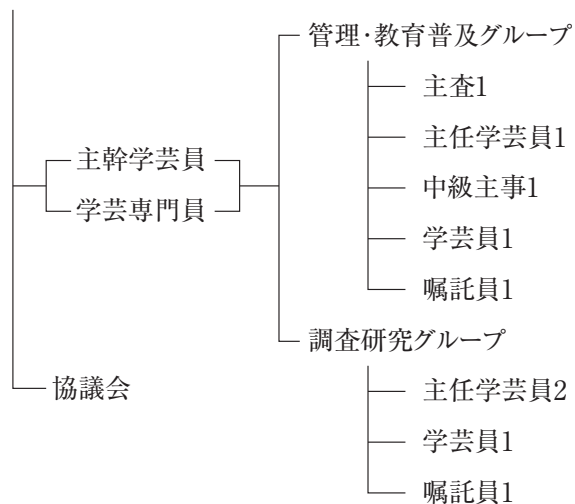 管理・教育普及グループ
主査1
主任学芸員1
主幹学芸員
中級主事1
学芸専門員
学芸員1
嘱託員1
調査研究グループ
協議会
主任学芸員2
学芸員1
嘱託員1